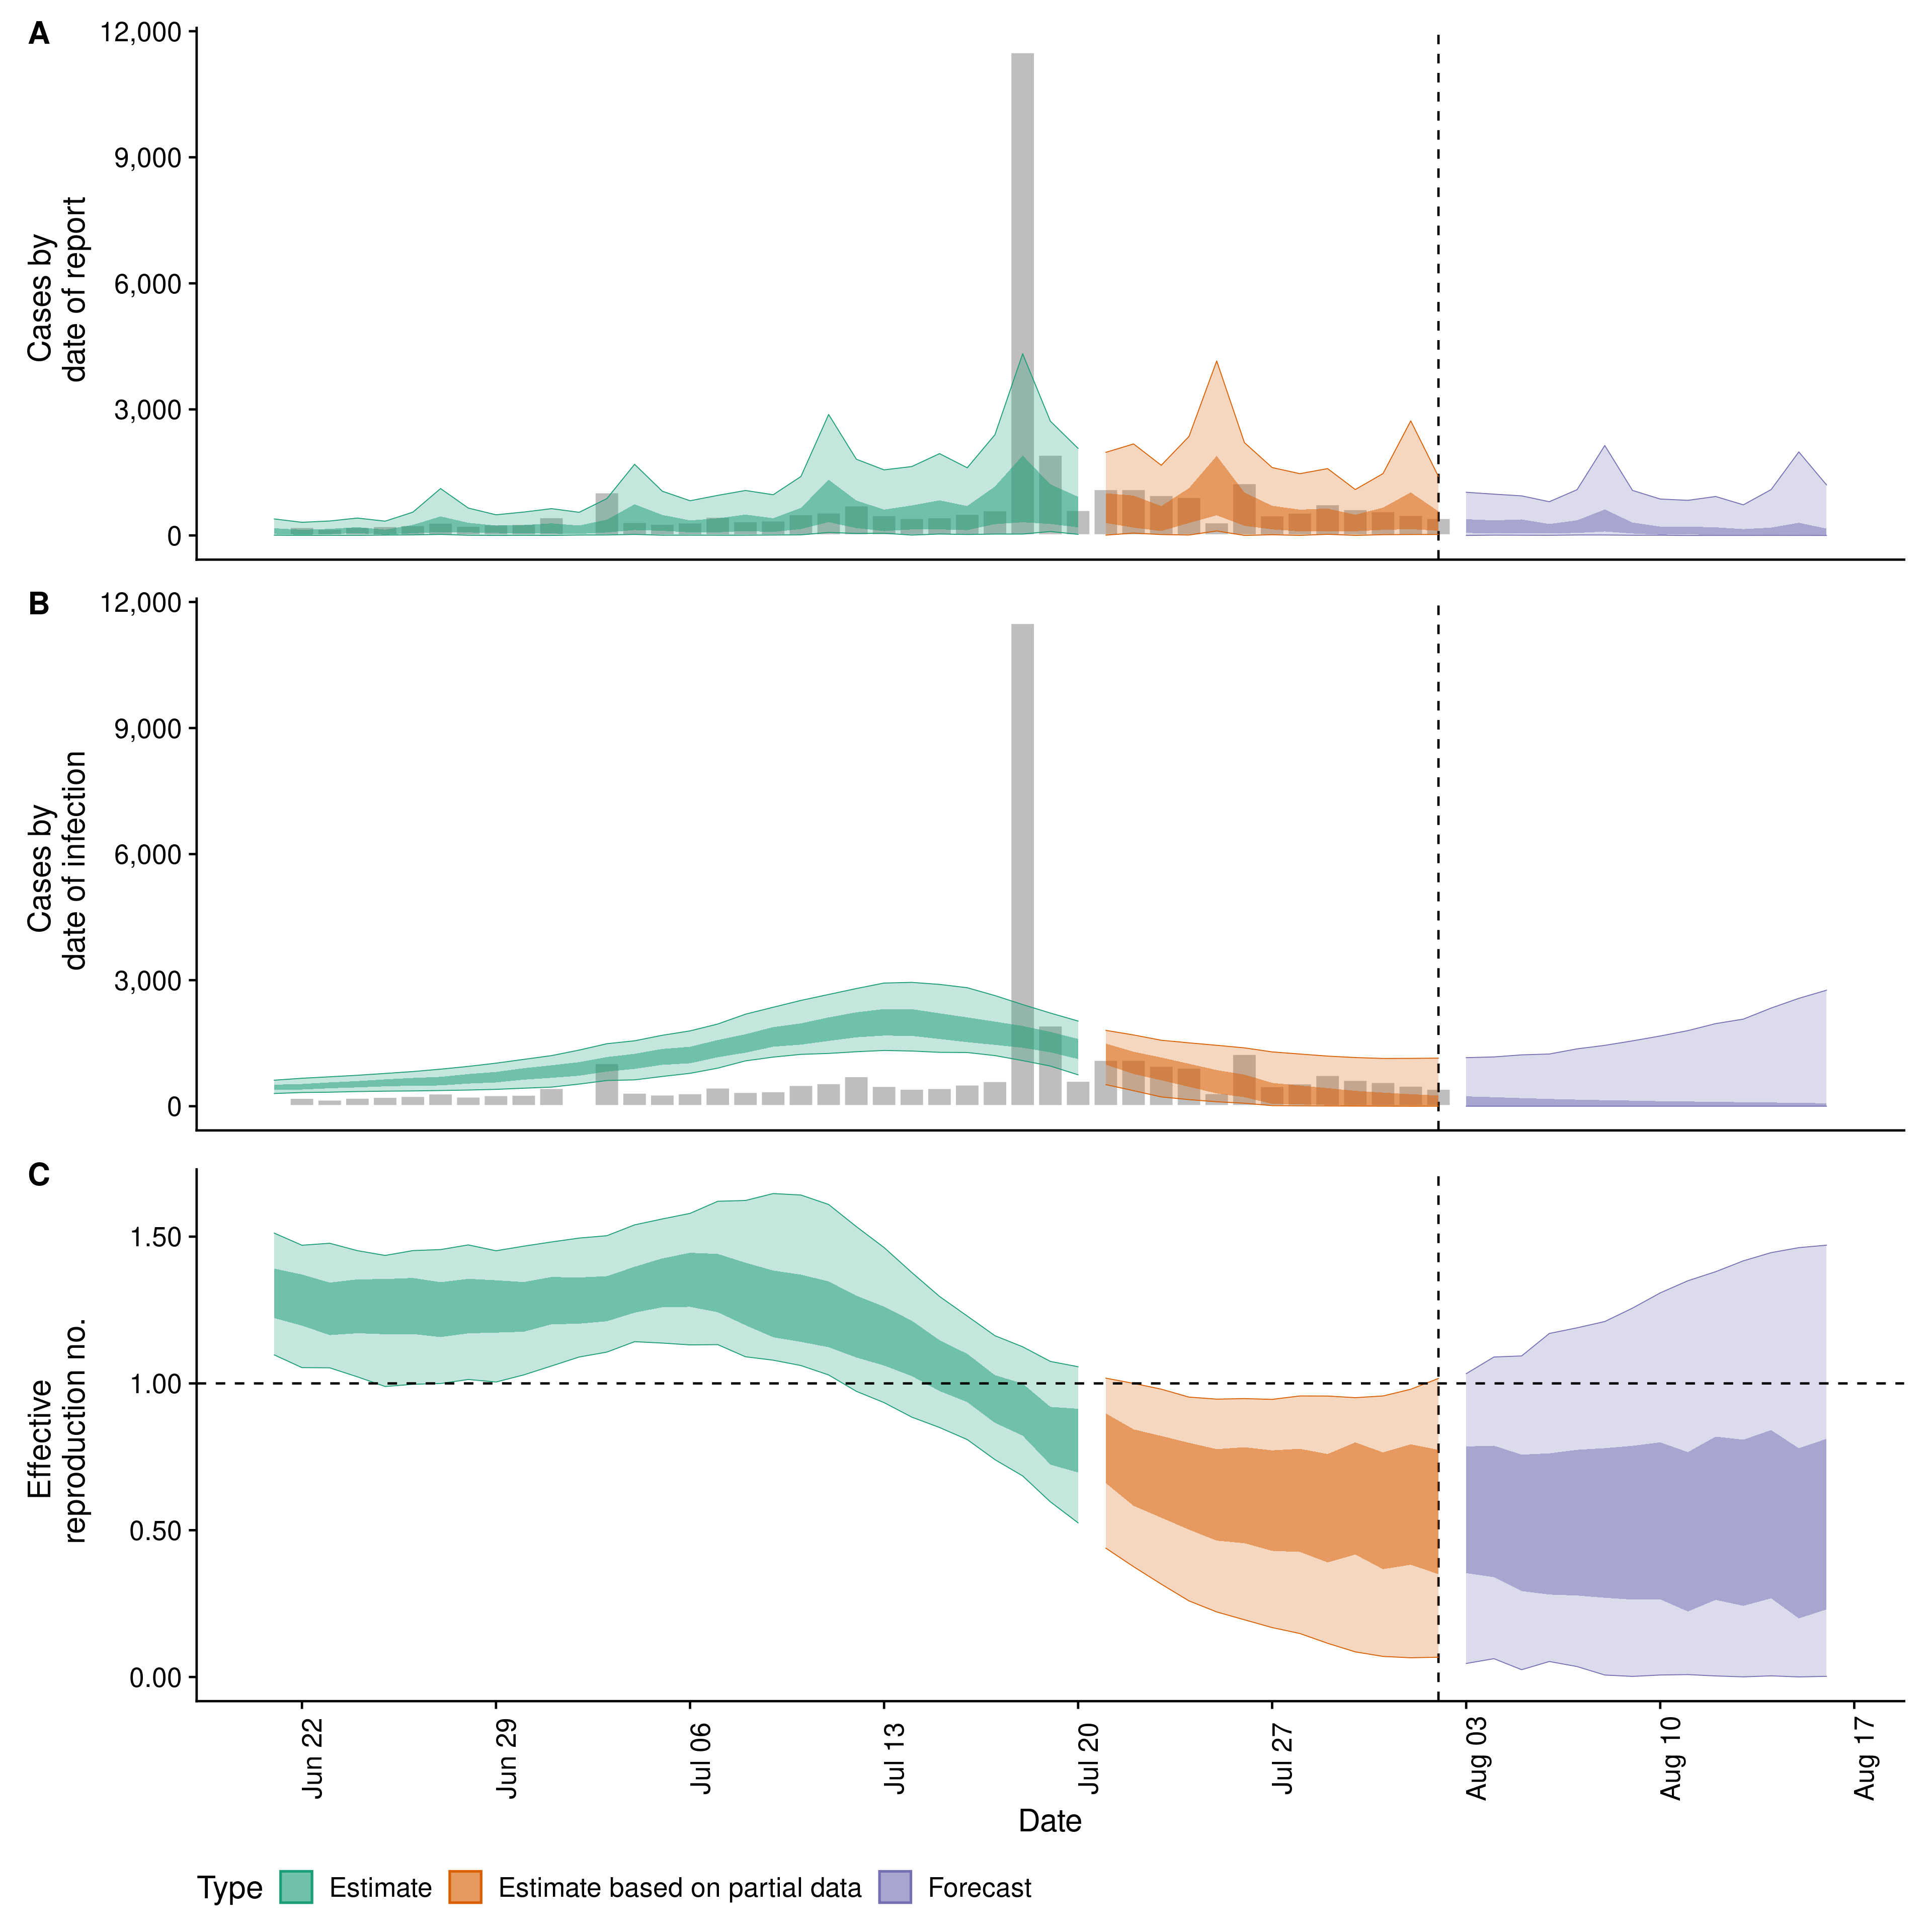 A
12,000
9,000
6,000
3,000
0
Cases by
date of report
B
12,000
9,000
6,000
3,000
0
Cases by
date of infection
C
1.50
1.00
0.50
0.00
Effective
reproduction no.
Jun 22
Jun 29
Jul 06
Jul 13
Jul 20
Jul 27
Aug 03
Aug 10
Aug 17
Date
Type Estimate Estimate based on partial data Forecast